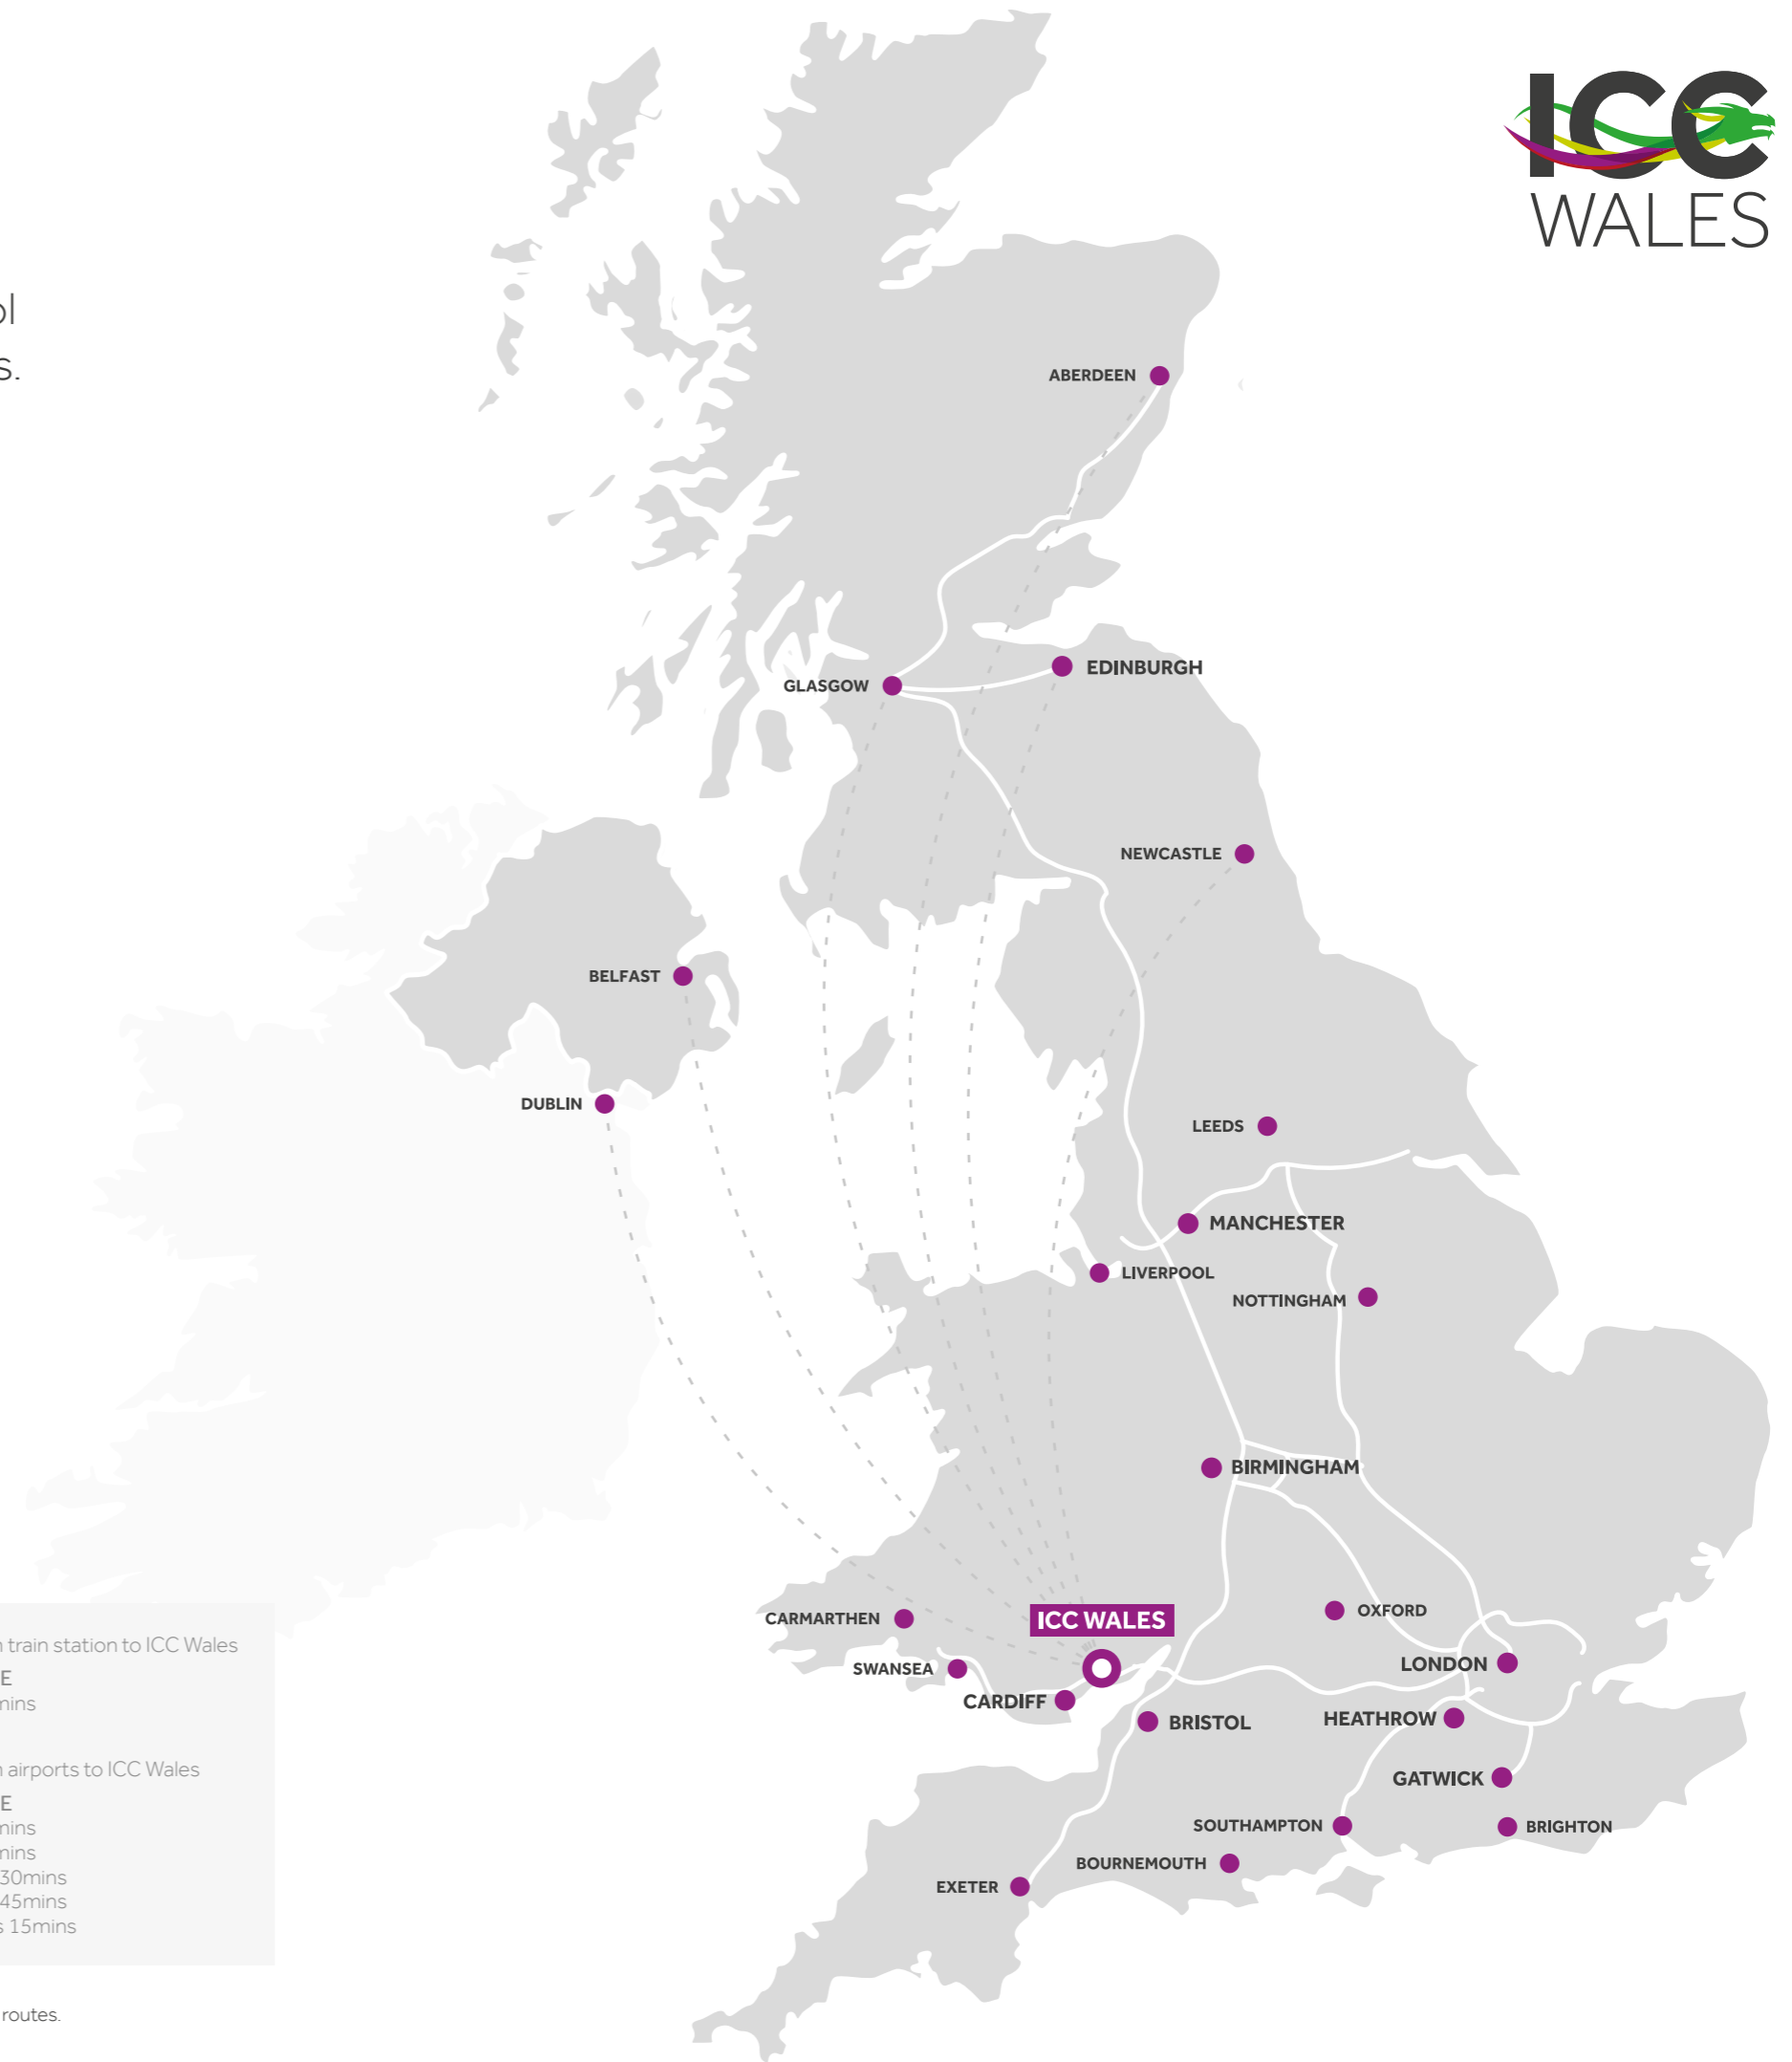 ICC
WALES
s.
ABERDEEN
EDINBURGH
GLASGOW
NEWCASTLE
BELFAST
DUBLIN
LEEDS
MANCHESTER
LIVERPOOL
NOTTINGHAM
BIRMINGHAM
OXFORD
CARMARTHEN
ICC WALES
SWANSEA
LONDON
CARDIFF
BRISTOL
HEATHROW
GATWICK
SOUTHAMPTON
BRIGHTON
BOURNEMOUTH
EXETER
train station to ICC Wales
E
mins
airports to ICC Wales
E
mins
mins
30mins
45mins
s 15mins
routes.